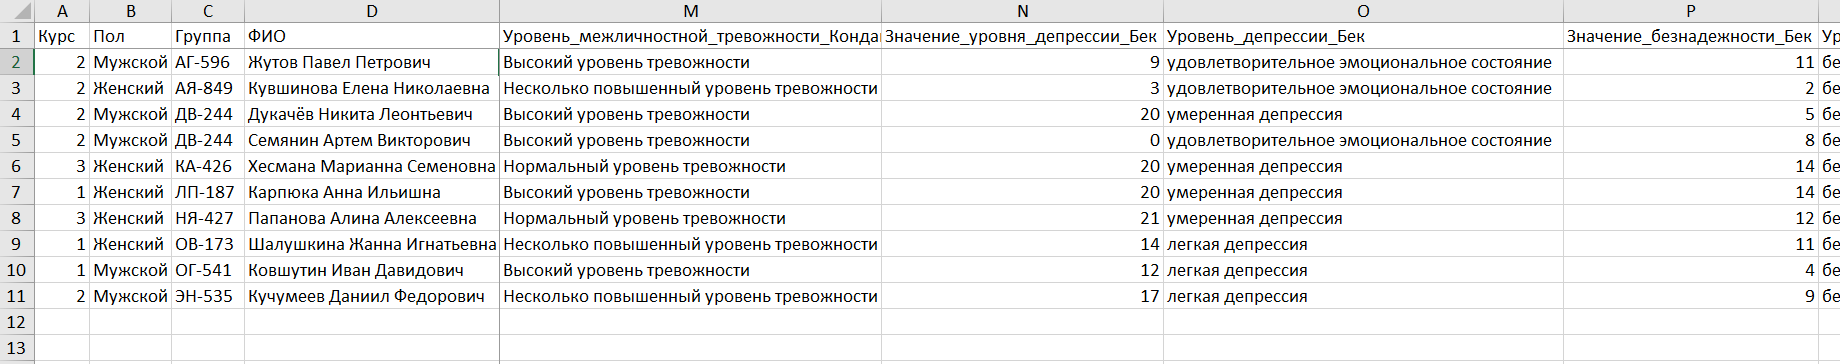 A B C D M N O P
1 Курс Пол Группа ФИО Уровень_межличностной_тревожности_Конда Значение_уровня_депрессии_Бек Уровень_депрессии_Бек Значение_безнадежности_Бек Ур
2 2 Мужской АГ-596 Жутов Павел Петрович Высокий уровень тревожности 9 удовлетворительное эмоциональное состояние 11 бе
3 2 Женский АЯ-849 Кувшинова Елена Николаевна Несколько повышенный уровень тревожности 3 удовлетворительное эмоциональное состояние 2 бе
4 2 Мужской ДВ-244 Дукачёв Никита Леонтьевич Высокий уровень тревожности 20 умеренная депрессия 5 бе
5 2 Мужской ДВ-244 Семянин Артем Викторович Высокий уровень тревожности 0 удовлетворительное эмоциональное состояние 8 бе
6 3 Женский КА-426 Хесмана Марианна Семеновна Нормальный уровень тревожности 20 умеренная депрессия 14 бе
7 1 Женский ЛП-187 Карпюка Анна Ильишна Высокий уровень тревожности 20 умеренная депрессия 14 бе
8 3 Женский НЯ-427 Папанова Алина Алексеевна Нормальный уровень тревожности 21 умеренная депрессия 12 бе
9 1 Женский ОВ-173 Шалушкина Жанна Игнатьевна Несколько повышенный уровень тревожности 14 легкая депрессия 11 бе
10 1 Мужской ОГ-541 Ковшутин Иван Давидович Высокий уровень тревожности 12 легкая депрессия 4 бе
11 2 Мужской ЭН-535 Кучумеев Даниил Федорович Несколько повышенный уровень тревожности 17 легкая депрессия 9 бе
12
13